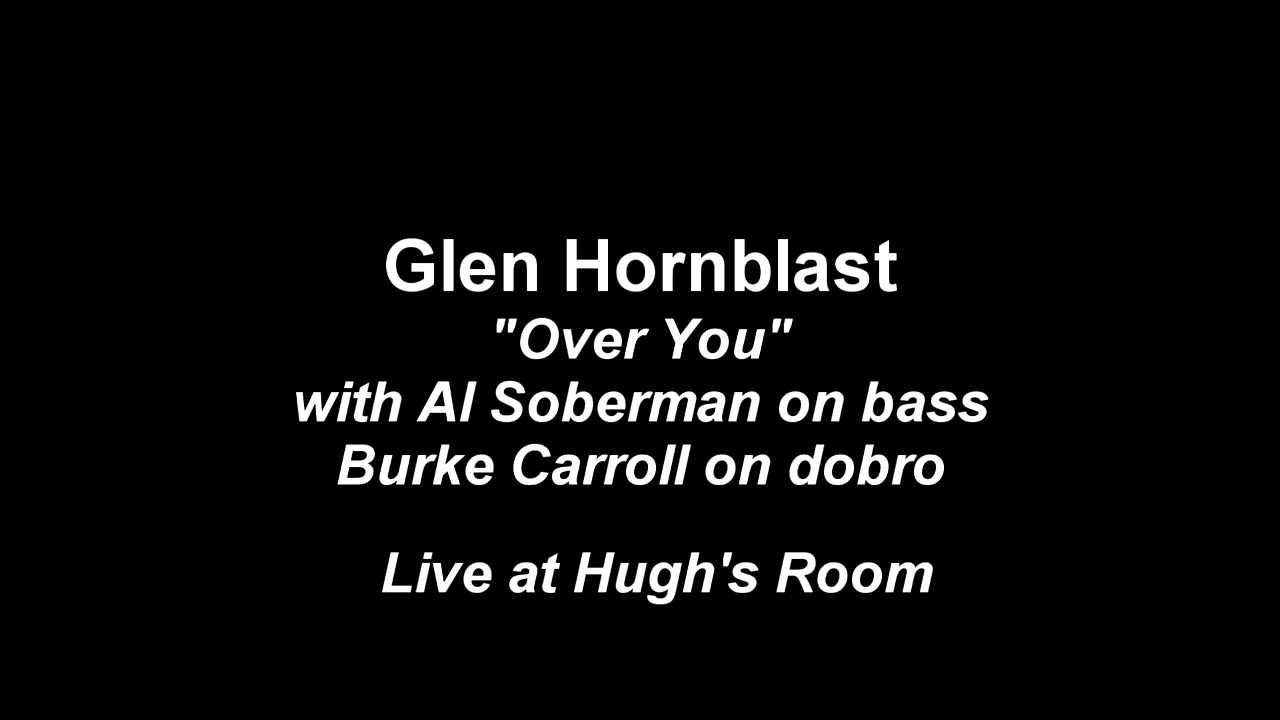 Glen Hornblast
"Over You"
with Al Soberman on bass
Burke Carroll on dobro
Live at Hugh's Room